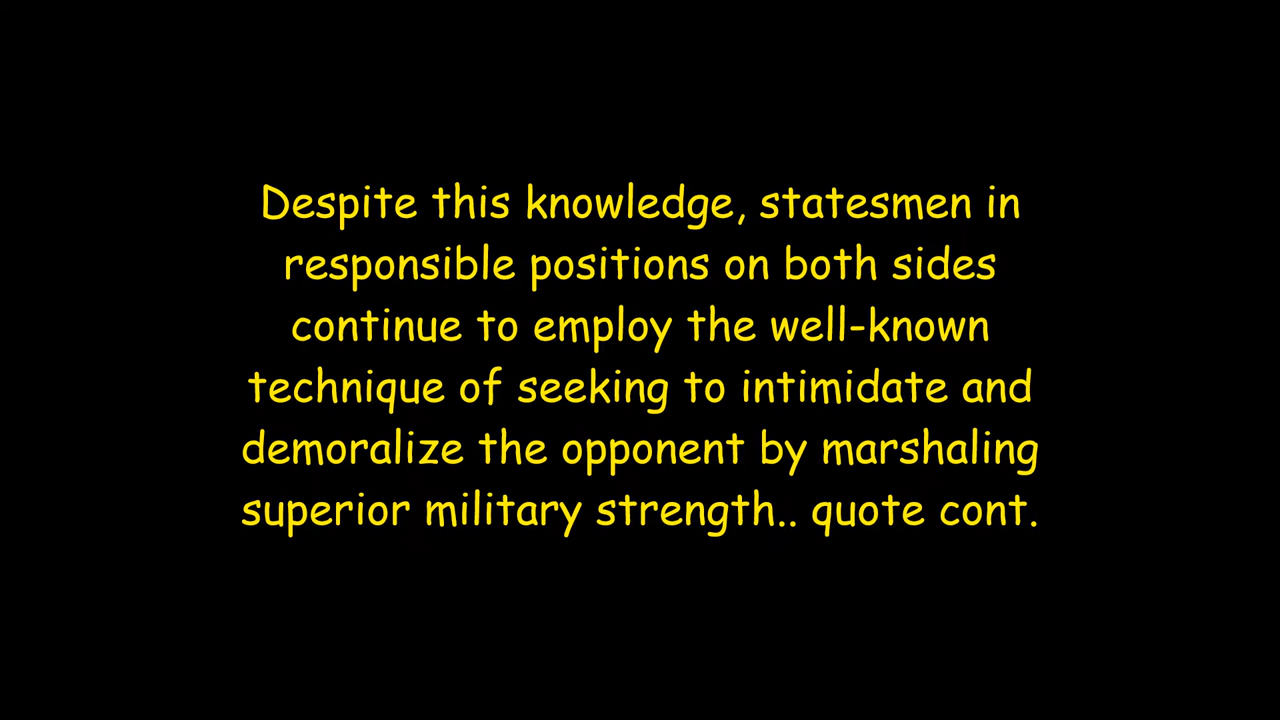 Despite this knowledge, statesmen in
responsible positions on both sides
continue to employ the well-known
technique of seeking to intimidate and
demoralize the opponent by marshaling
superior military strength.. quote cont.